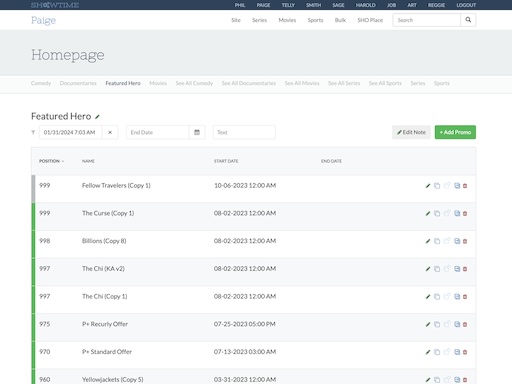 SHOWTIME PHIL PAIGE TELLY SMITH SAGE HAROLD JOB ART REGGIE LOGOUT
Paige Site Series Movies Sports Bulk SHO Place Search
Homepage
Comedy Documentaries Featured Hero Movies See All Comedy See All Documentaries See All Movies See All Series See All Sports Series Sports
Featured Hero
01/31/2024 7:03 AM × End Date Text Edit Note + Add Promo
POSITION NAME START DATE END DATE
999 Fellow Travelers (Copy 1) 10-06-2023 12:00 AM
999 The Curse (Copy 1) 08-02-2023 12:00 AM
998 Billions (Copy 8) 08-02-2023 12:00 AM
997 The Chi (KA v2) 08-02-2023 12:00 AM
997 The Chi (Copy 1) 08-02-2023 12:00 AM
975 P+ Recurly Offer 07-25-2023 05:00 PM
970 P+ Standard Offer 07-13-2023 03:00 AM
960 Yellowjackets (Copy 5) 03-31-2023 12:00 AM